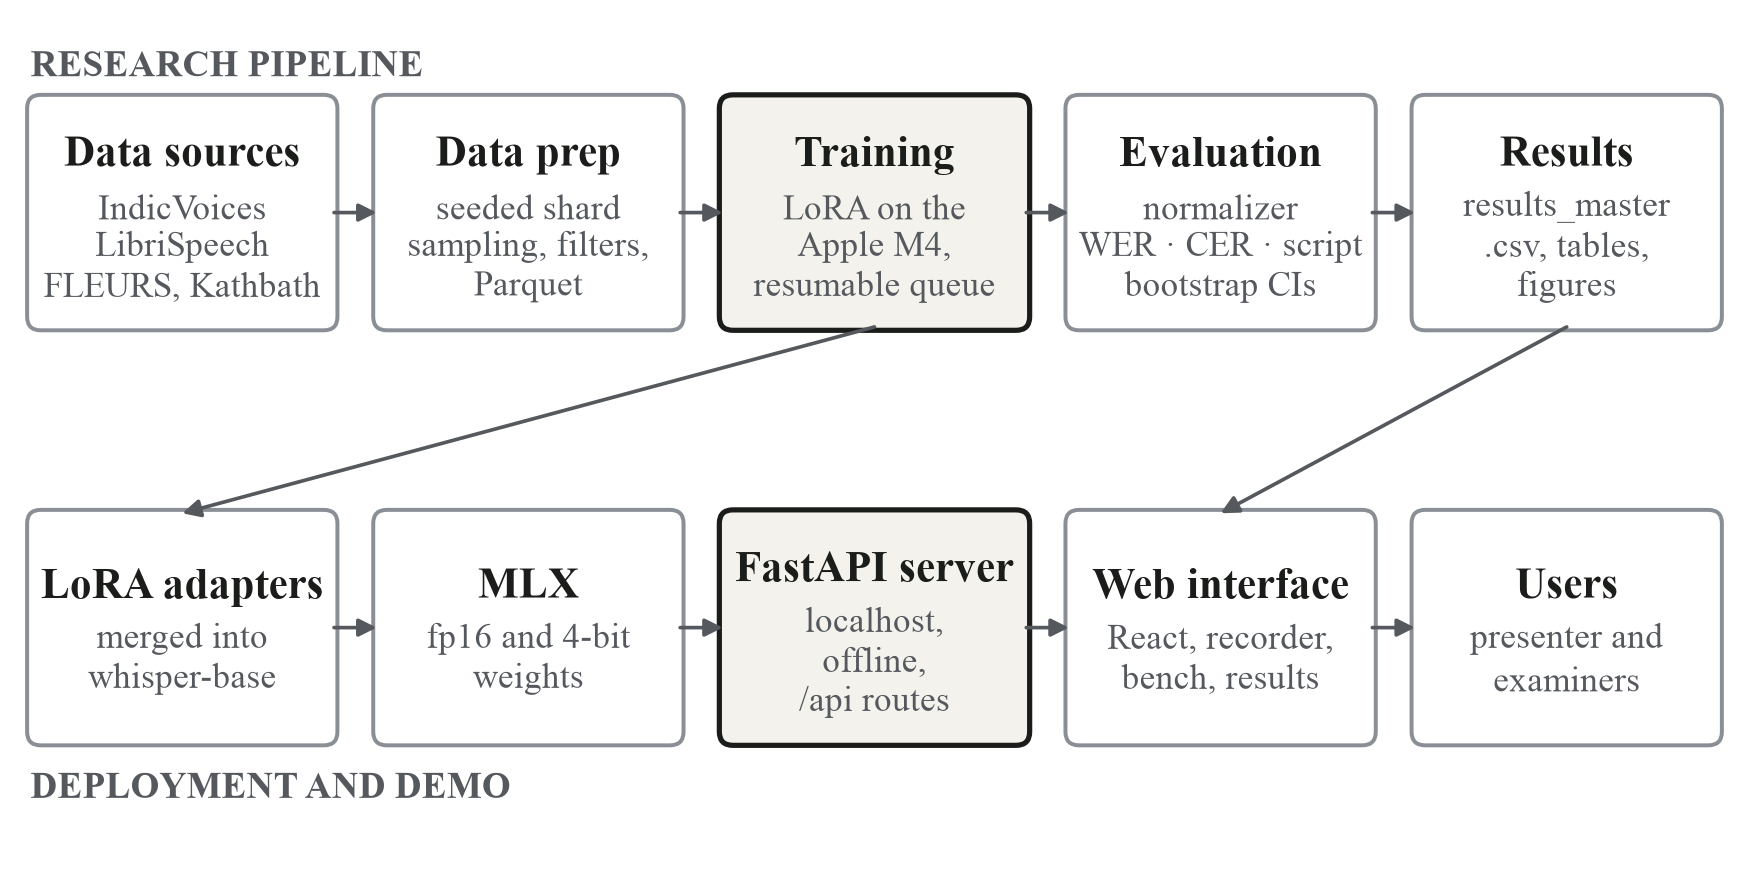 RESEARCH PIPELINE
Data sources
IndicVoices
LibriSpeech
FLEURS, Kathbath
Data prep
seeded shard
sampling, filters,
Parquet
Training
LoRA on the
Apple M4,
resumable queue
Evaluation
normalizer
WER · CER · script
bootstrap CIs
Results
results_master
.csv, tables,
figures
LoRA adapters
merged into
whisper-base
MLX
fp16 and 4-bit
weights
FastAPI server
localhost,
offline,
/api routes
Web interface
React, recorder,
bench, results
Users
presenter and
examiners
DEPLOYMENT AND DEMO